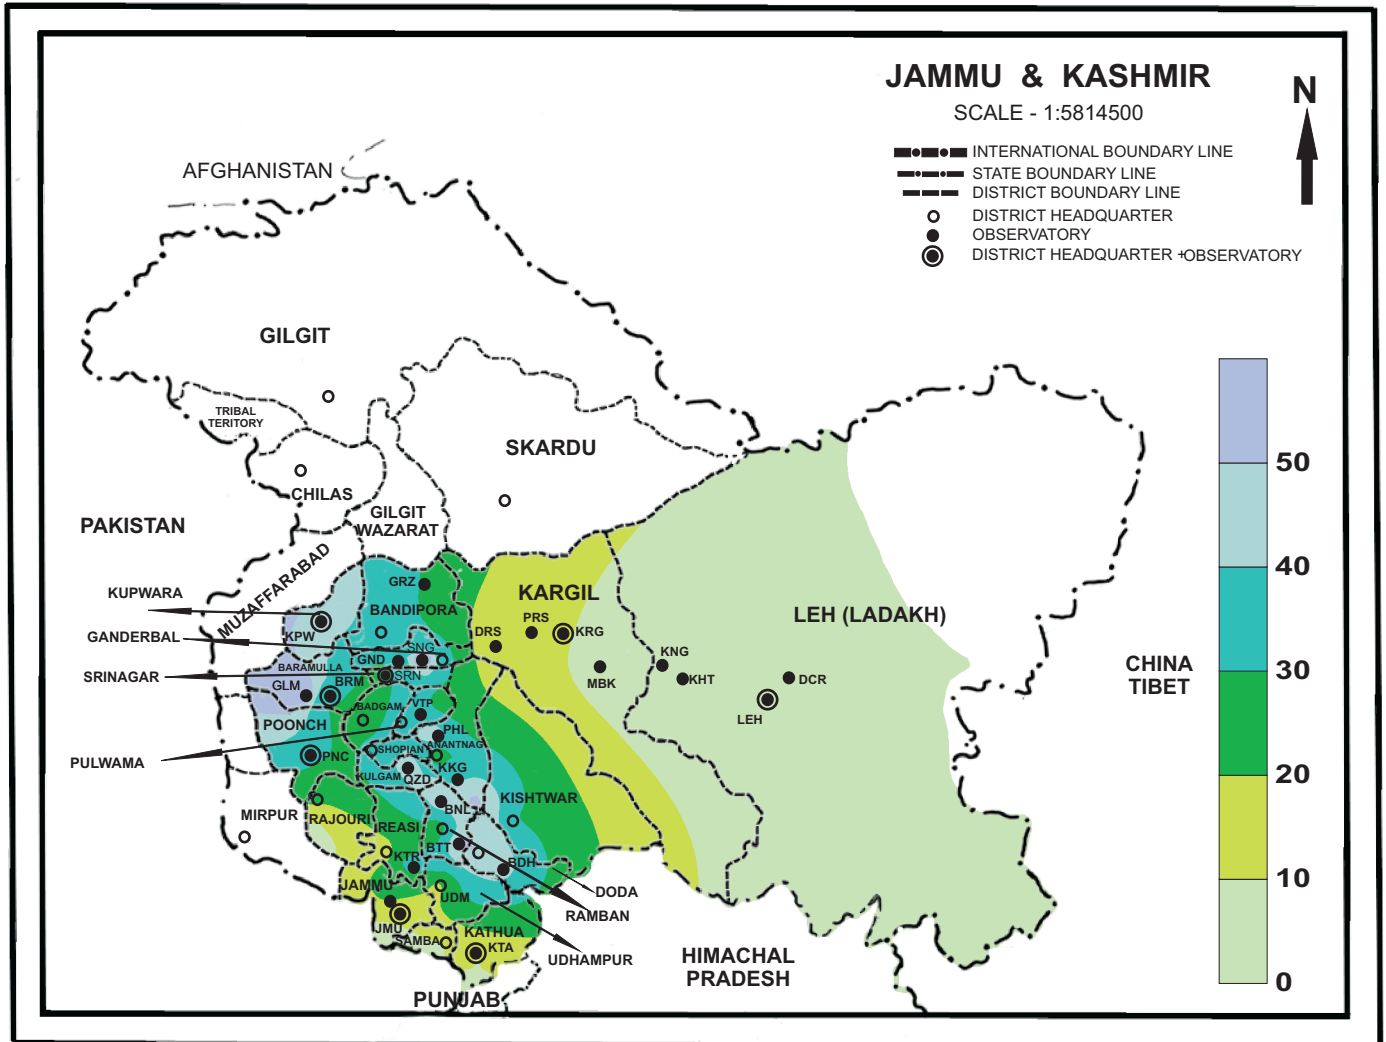 JAMMU & KASHMIR
SCALE - 1:5814500
N
INTERNATIONAL BOUNDARY LINE
STATE BOUNDARY LINE
DISTRICT BOUNDARY LINE
DISTRICT HEADQUARTER
OBSERVATORY
DISTRICT HEADQUARTER +OBSERVATORY
AFGHANISTAN
GILGIT
TRIBAL
TERITORY
SKARDU
CHILAS
GILGIT
WAZARAT
PAKISTAN
MUZAFFARABAD
KUPWARA
GANDERBAL
SRINAGAR
PULWAMA
GRZ
BANDIPORA
KPW
KARGIL
PRS
KRG
DRS
MBK
LEH (LADAKH)
KNG
KHT
DCR
LEH
CHINA
TIBET
SNG
GND
SRN
BARAMULLA
BRM
GLM
BADGAM
VTP
POONCH
PNC
PHL
SHOPIAN
ANANTNAG
KKG
KULGAM
QZD
KISHTWAR
BNL
MIRPUR
RAJOURI
REASI
BTT
KTR
BDH
JAMMU
UDM
DODA
RAMBAN
JMU
SAMBA
KATHUA
KTA
UDHAMPUR
HIMACHAL
PRADESH
PUNJAB
50
40
30
20
10
0